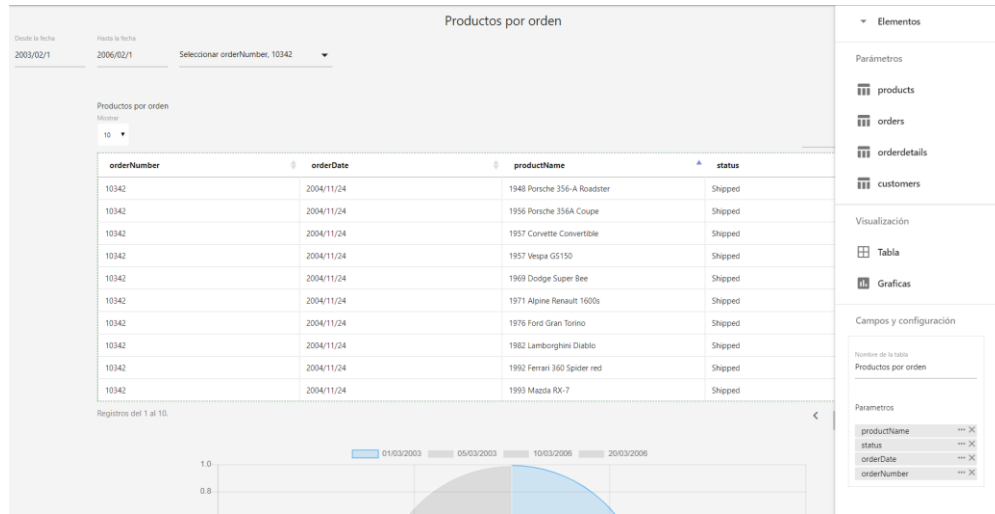 Productos por orden
Desde la fecha
Hasta la fecha
2003/02/1
2006/02/1
Seleccionar orderNumber, 10342
Productos por orden
Mostrar
10
orderNumber orderDate productName status
10342 2004/11/24 1948 Porsche 356-A Roadster Shipped
10342 2004/11/24 1956 Porsche 356A Coupe Shipped
10342 2004/11/24 1957 Corvette Convertible Shipped
10342 2004/11/24 1957 Vespa GS150 Shipped
10342 2004/11/24 1969 Dodge Super Bee Shipped
10342 2004/11/24 1971 Alpine Renault 1600s Shipped
10342 2004/11/24 1976 Ford Gran Torino Shipped
10342 2004/11/24 1982 Lamborghini Diablo Shipped
10342 2004/11/24 1992 Ferrari 360 Spider red Shipped
10342 2004/11/24 1993 Mazda RX-7 Shipped
Registros del 1 al 10.
01/03/2003 05/03/2003 10/03/2006 20/03/2006
1.0
0.8
Elementos
Parámetros
products
orders
orderdetails
customers
Visualización
Tabla
Graficas
Campos y configuración
Nombre de la tabla
Productos por orden
Parametros
productName
status
orderDate
orderNumber